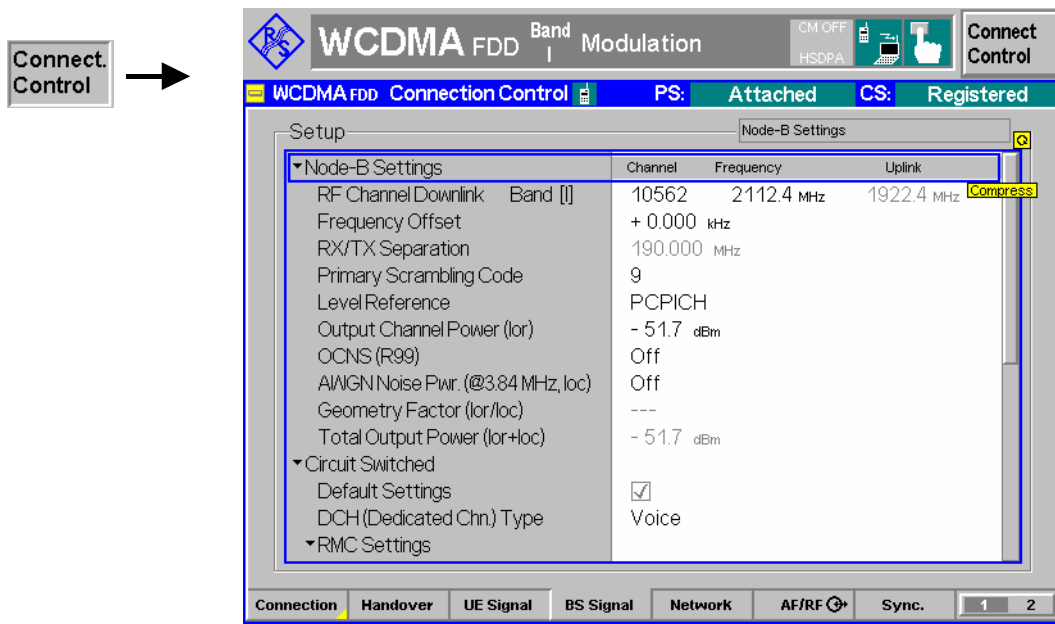 Connect.
Control
R S
WCDMA FDD Band I Modulation
CM OFF
HSDPA
Connect
Control
WCDMA FDD Connection Control PS: Attached CS: Registered
Setup
Node-B Settings
Node-B Settings Channel Frequency Uplink
Compress
RF Channel Downlink Band [I] 10562 2112.4 MHz 1922.4 MHz
Frequency Offset + 0.000 kHz
RX/TX Separation 190.000 MHz
Primary Scrambling Code 9
Level Reference PCPICH
Output Channel Power (Ior) - 51.7 dBm
OCNS (R99) Off
AWGN Noise Pwr. (@3.84 MHz, Ioc) Off
Geometry Factor (Ior/Ioc) ---
Total Output Power (Ior+Ioc) - 51.7 dBm
Circuit Switched
Default Settings
DCH (Dedicated Chn.) Type Voice
RMC Settings
Connection Handover UE Signal BS Signal Network AF/RF Sync. 1 2